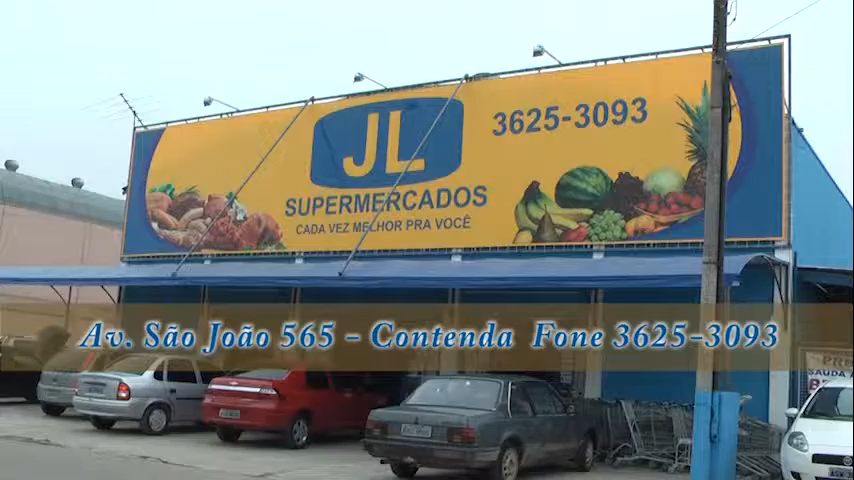 JL
3625-3093
SUPERMERCADOS
CADA VEZ MELHOR PRA VOCÊ
Av. São João 565 - Contenda Fone 3625-3093